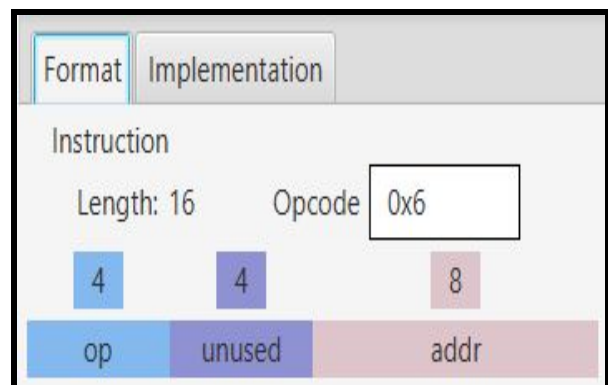 Format Implementation
Instruction
Length: 16 Opcode 0x6
4 4 8
op unused addr